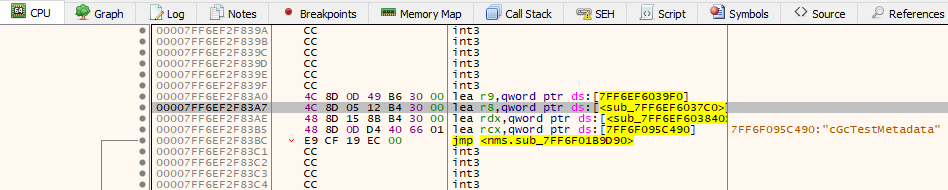 CPU Graph Log Notes Breakpoints Memory Map Call Stack SEH Script Symbols Source References
00007FF6EF2F839A CC int3
00007FF6EF2F839B CC int3
00007FF6EF2F839C CC int3
00007FF6EF2F839D CC int3
00007FF6EF2F839E CC int3
00007FF6EF2F839F CC int3
00007FF6EF2F83A0 4C 8D 0D 49 B6 30 00 lea r9,qword ptr ds:[7FF6EF6039F0]
00007FF6EF2F83A7 4C 8D 05 12 B4 30 00 lea r8,qword ptr ds:[<sub_7FF6EF6037C0>
00007FF6EF2F83AE 48 8D 15 8B B4 30 00 lea rdx,qword ptr ds:[<sub_7FF6EF603840
00007FF6EF2F83B5 48 8D 0D D4 40 66 01 lea rcx,qword ptr ds:[7FF6F095C490] 7FF6F095C490:"cGcTestMetadata"
00007FF6EF2F83BC E9 CF 19 EC 00 jmp <nms.sub_7FF6F01B9D90>
00007FF6EF2F83C1 CC int3
00007FF6EF2F83C2 CC int3
00007FF6EF2F83C3 CC int3
00007FF6EF2F83C4 CC int3